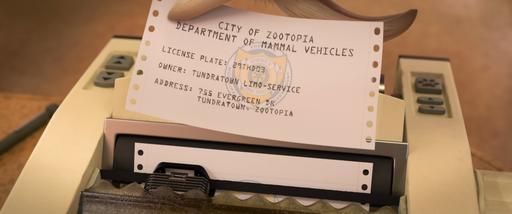 CITY OF ZOOTOPIA
DEPARTMENT OF MAMMAL VEHICLES
LICENSE PLATE: 29THD03
OWNER: TUNDRATOWN LIMO-SERVICE
ADDRESS: 755 EVERGREEN DR
TUNDRATOWN, ZOOTOPIA